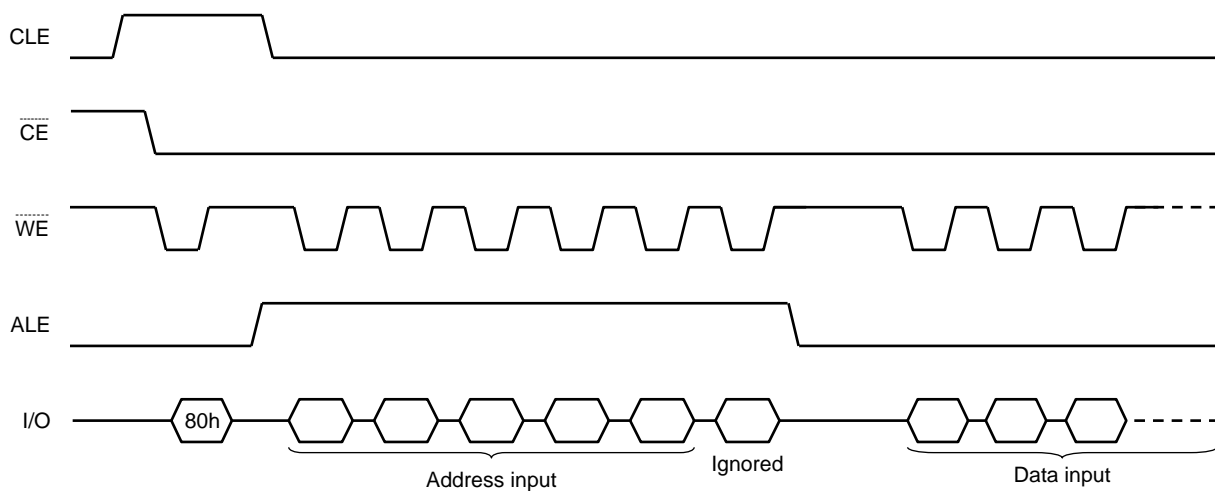 CLE
CE
WE
ALE
I/O
80h
Address input
Ignored
Data input